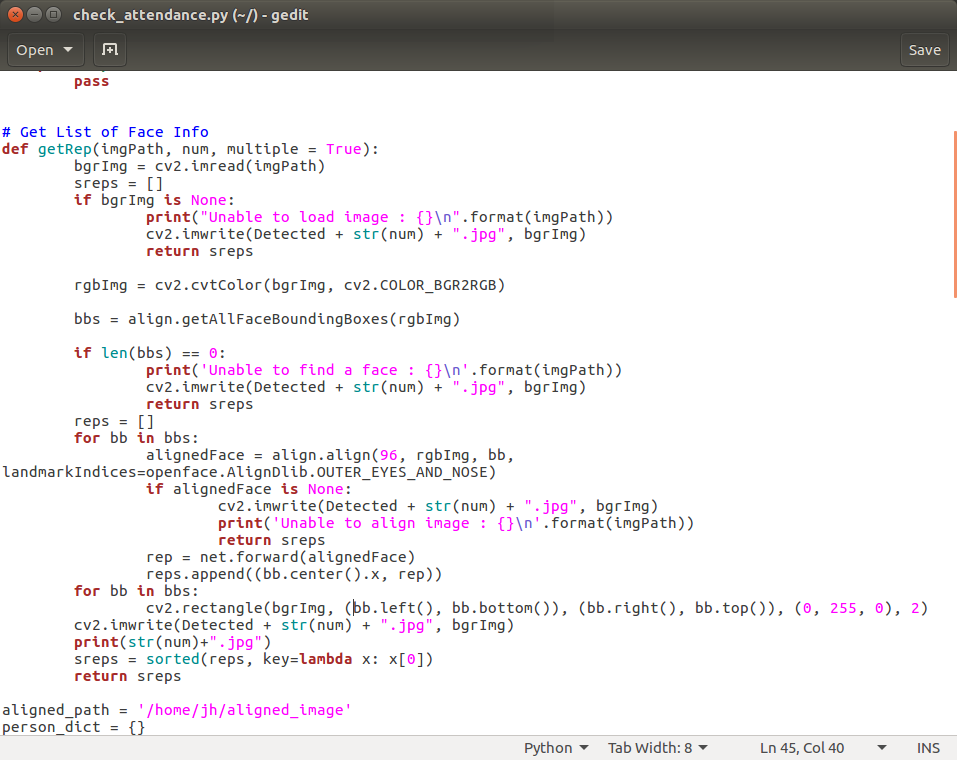 check_attendance.py (~/) - gedit
Open
Save
pass
# Get List of Face Info
def getRep(imgPath, num, multiple = True):
bgrImg = cv2.imread(imgPath)
sreps = []
if bgrImg is None:
print("Unable to load image : {}\n".format(imgPath))
cv2.imwrite(Detected + str(num) + ".jpg", bgrImg)
return sreps
rgbImg = cv2.cvtColor(bgrImg, cv2.COLOR_BGR2RGB)
bbs = align.getAllFaceBoundingBoxes(rgbImg)
if len(bbs) == 0:
print('Unable to find a face : {}\n'.format(imgPath))
cv2.imwrite(Detected + str(num) + ".jpg", bgrImg)
return sreps
reps = []
for bb in bbs:
alignedFace = align.align(96, rgbImg, bb,
landmarkIndices=openface.AlignDlib.OUTER_EYES_AND_NOSE)
if alignedFace is None:
cv2.imwrite(Detected + str(num) + ".jpg", bgrImg)
print('Unable to align image : {}\n'.format(imgPath))
return sreps
rep = net.forward(alignedFace)
reps.append((bb.center().x, rep))
for bb in bbs:
cv2.rectangle(bgrImg, (bb.left(), bb.bottom()), (bb.right(), bb.top()), (0, 255, 0), 2)
cv2.imwrite(Detected + str(num) + ".jpg", bgrImg)
print(str(num)+".jpg")
sreps = sorted(reps, key=lambda x: x[0])
return sreps
aligned_path = '/home/jh/aligned_image'
person_dict = {}
Python Tab Width: 8 Ln 45, Col 40 INS